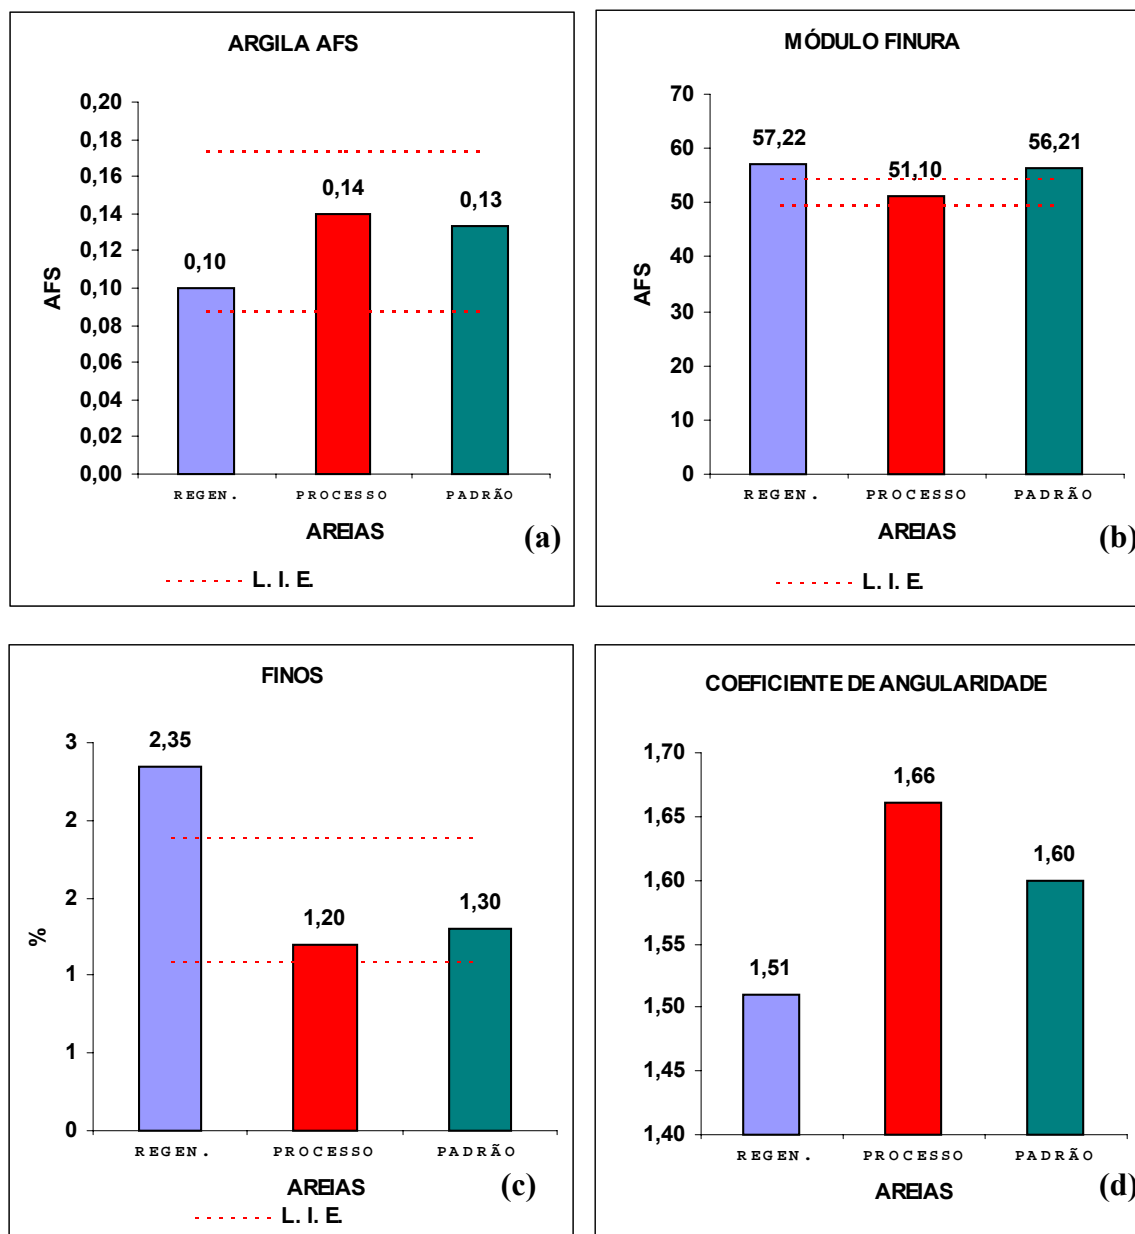 ARGILA AFS
0,20
0,18
0,16
0,14
0,12
0,10
0,08
0,06
0,04
0,02
0,00
AFS
0,10
0,14
0,13
REGEN.
PROCESSO
PADRÃO
AREIAS
(a)
L. I. E.
MÓDULO FINURA
70
60
50
40
30
20
10
0
AFS
57,22
51,10
56,21
REGEN.
PROCESSO
PADRÃO
AREIAS
(b)
L. I. E.
FINOS
3
2
2
1
1
0
%
2,35
1,20
1,30
REGEN.
PROCESSO
PADRÃO
AREIAS
(c)
L. I. E.
COEFICIENTE DE ANGULARIDADE
1,70
1,65
1,60
1,55
1,50
1,45
1,40
1,51
1,66
1,60
REGEN.
PROCESSO
PADRÃO
AREIAS
(d)